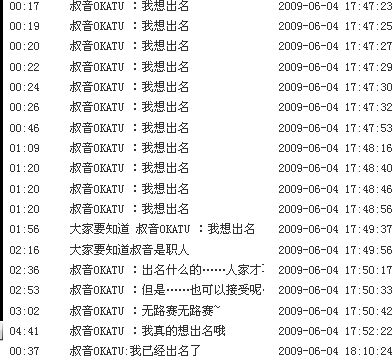 00:17 叔音OKATU ：我想出名 2009-06-04 17:47:23
00:19 叔音OKATU ：我想出名 2009-06-04 17:47:25
00:20 叔音OKATU ：我想出名 2009-06-04 17:47:27
00:22 叔音OKATU ：我想出名 2009-06-04 17:47:29
00:24 叔音OKATU ：我想出名 2009-06-04 17:47:30
00:26 叔音OKATU ：我想出名 2009-06-04 17:47:32
00:46 叔音OKATU ：我想出名 2009-06-04 17:47:53
01:09 叔音OKATU ：我想出名 2009-06-04 17:48:16
01:20 叔音OKATU ：我想出名 2009-06-04 17:48:40
01:20 叔音OKATU ：我想出名 2009-06-04 17:48:46
01:20 叔音OKATU ：我想出名 2009-06-04 17:48:56
01:56 大家要知道 叔音OKATU ：我想出名 2009-06-04 17:49:37
02:16 大家要知道叔音是职人 2009-06-04 17:49:56
02:36 叔音OKATU ：出名什么的……人家才 2009-06-04 17:50:17
02:53 叔音OKATU ：但是……也可以接受呢 2009-06-04 17:50:33
03:02 叔音OKATU ：无路赛无路赛~ 2009-06-04 17:50:42
04:41 叔音OKATU ：我真的想出名哦 2009-06-04 17:52:22
00:37 叔音OKATU:我已经出名了 2009-06-04 18:10:24